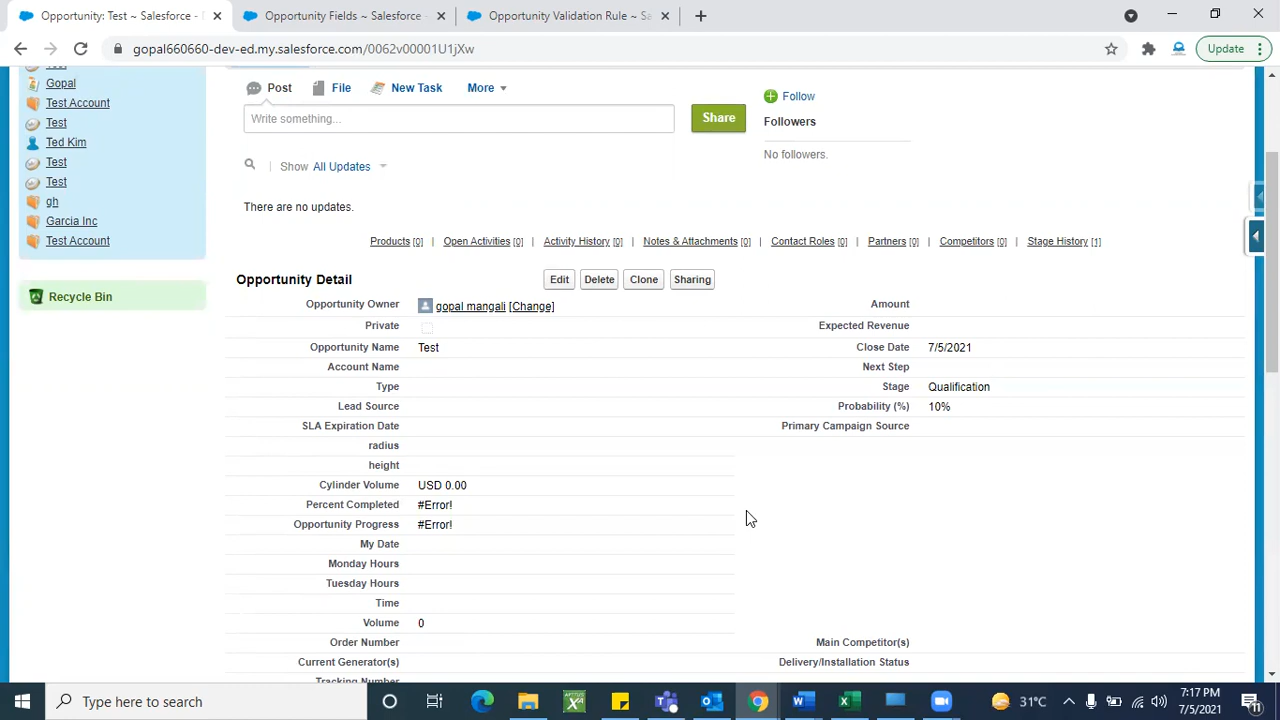 Opportunity: Test ~ Salesforce -
Opportunity Fields ~ Salesforce -
Opportunity Validation Rule ~ Sa
gopal660660-dev-ed.my.salesforce.com/0062v00001U1jXw
Update
Gopal
Test Account
Test
Ted Kim
Test
Test
gh
Garcia Inc
Test Account
Recycle Bin
Post
File
New Task
More
Write something...
Share
Follow
Followers
No followers.
Show All Updates
There are no updates.
Products [0] | Open Activities [0] | Activity History [0] | Notes & Attachments [0] | Contact Roles [0] | Partners [0] | Competitors [0] | Stage History [1]
Opportunity Detail
Edit
Delete
Clone
Sharing
Opportunity Owner gopal mangali [Change]
Amount
Private
Expected Revenue
Opportunity Name Test
Close Date 7/5/2021
Account Name
Next Step
Type
Stage Qualification
Lead Source
Probability (%) 10%
SLA Expiration Date
Primary Campaign Source
radius
height
Cylinder Volume USD 0.00
Percent Completed #Error!
Opportunity Progress #Error!
My Date
Monday Hours
Tuesday Hours
Time
Volume 0
Order Number
Main Competitor(s)
Current Generator(s)
Delivery/Installation Status
Tracking Number
Type here to search
31°C
7:17 PM
7/5/2021